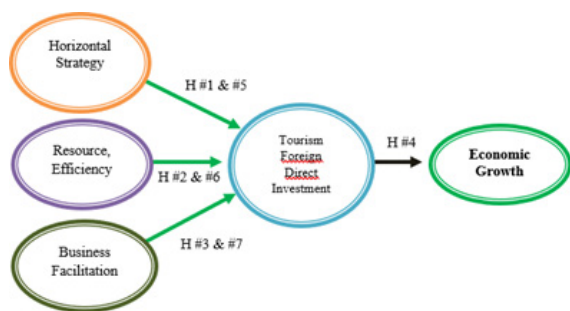 Horizontal
Strategy
H #1 & #5
Resource,
Efficiency
H #2 & #6
Business
Facilitation
H #3 & #7
Tourism
Foreign
Direct
Investment
H #4
Economic
Growth